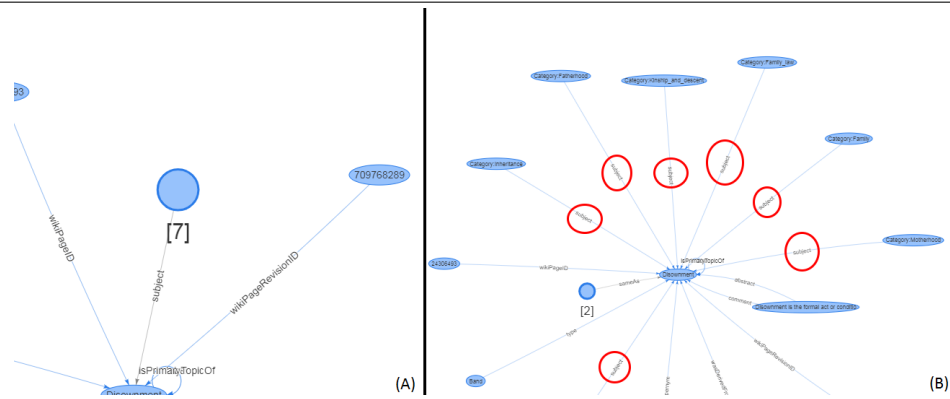 93
[7]
709768289
wikiPageID
subject
wikiPageRevisionID
isPrimaryTopicOf
Disownment
(A)
Category:Fatherhood
Category:Kinship_and_descent
Category:Family_law
Category:Inheritance
Category:Family
Category:Motherhood
subject
subject
subject
subject
subject
subject
24306493
wikiPageID
isPrimaryTopicOf
Disownment
sameAs
[2]
abstract
comment
Disownment is the formal act or conditio
type
subject
wikiPageRevisionID
Band
(B)